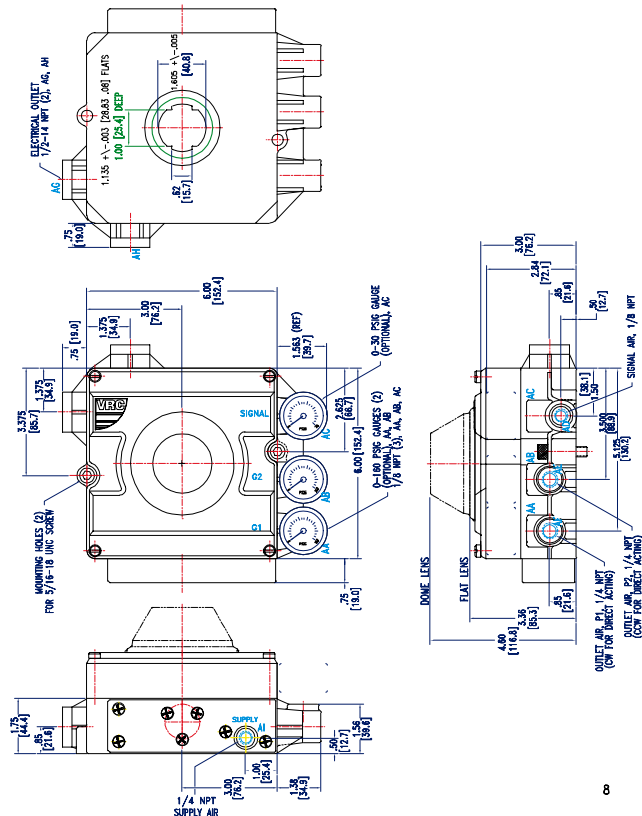 ELECTRICAL OUTLET
1/2-14 NPT (2), AG, AH
1.135 +\-.003 [28.83 .08] FLATS
1.00 [25.4] DEEP
1.605 +\-.005
[40.8]
.62
[15.7]
AG
AH
.75
[19.0]
6.00
[152.4]
3.00
[76.2]
1.375
[34.9]
.75 [19.0]
1.375
[34.9]
3.375
[85.7]
MOUNTING HOLES (2)
FOR 5/16-18 UNC SCREW
VRC
SIGNAL
G2
G1
PSIG
PSIG
PSIG
AC
AB
AA
1.563 (REF)
[39.7]
2.625
[66.7]
6.00 [152.4]
.75
[19.0]
0-30 PSIG GAUGE
(OPTIONAL), AC
0-160 PSIG GAUGES (2)
(OPTIONAL), AA, AB
1/8 NPT (3), AA, AB, AC
3.00
[76.2]
2.84
[72.1]
.85
[21.6]
.50
[12.7]
SIGNAL AIR, 1/8 NPT
[38.1]
1.50
3.500
[88.9]
5.125
[130.2]
AC
AB
AA
DOME LENS
FLAT LENS
4.60
[116.8]
3.36
[85.3]
.85
[21.6]
OUTLET AIR, P1, 1/4 NPT
(CW FOR DIRECT ACTING)
OUTLET AIR, P2, 1/4 NPT
(CCW FOR DIRECT ACTING)
1.75
[44.4]
.85
[21.6]
SUPPLY
AI
1.56
[39.6]
.50
[12.7]
1.00
[25.4]
3.00
[76.2]
1.38
[34.9]
1/4 NPT
SUPPLY AIR
8